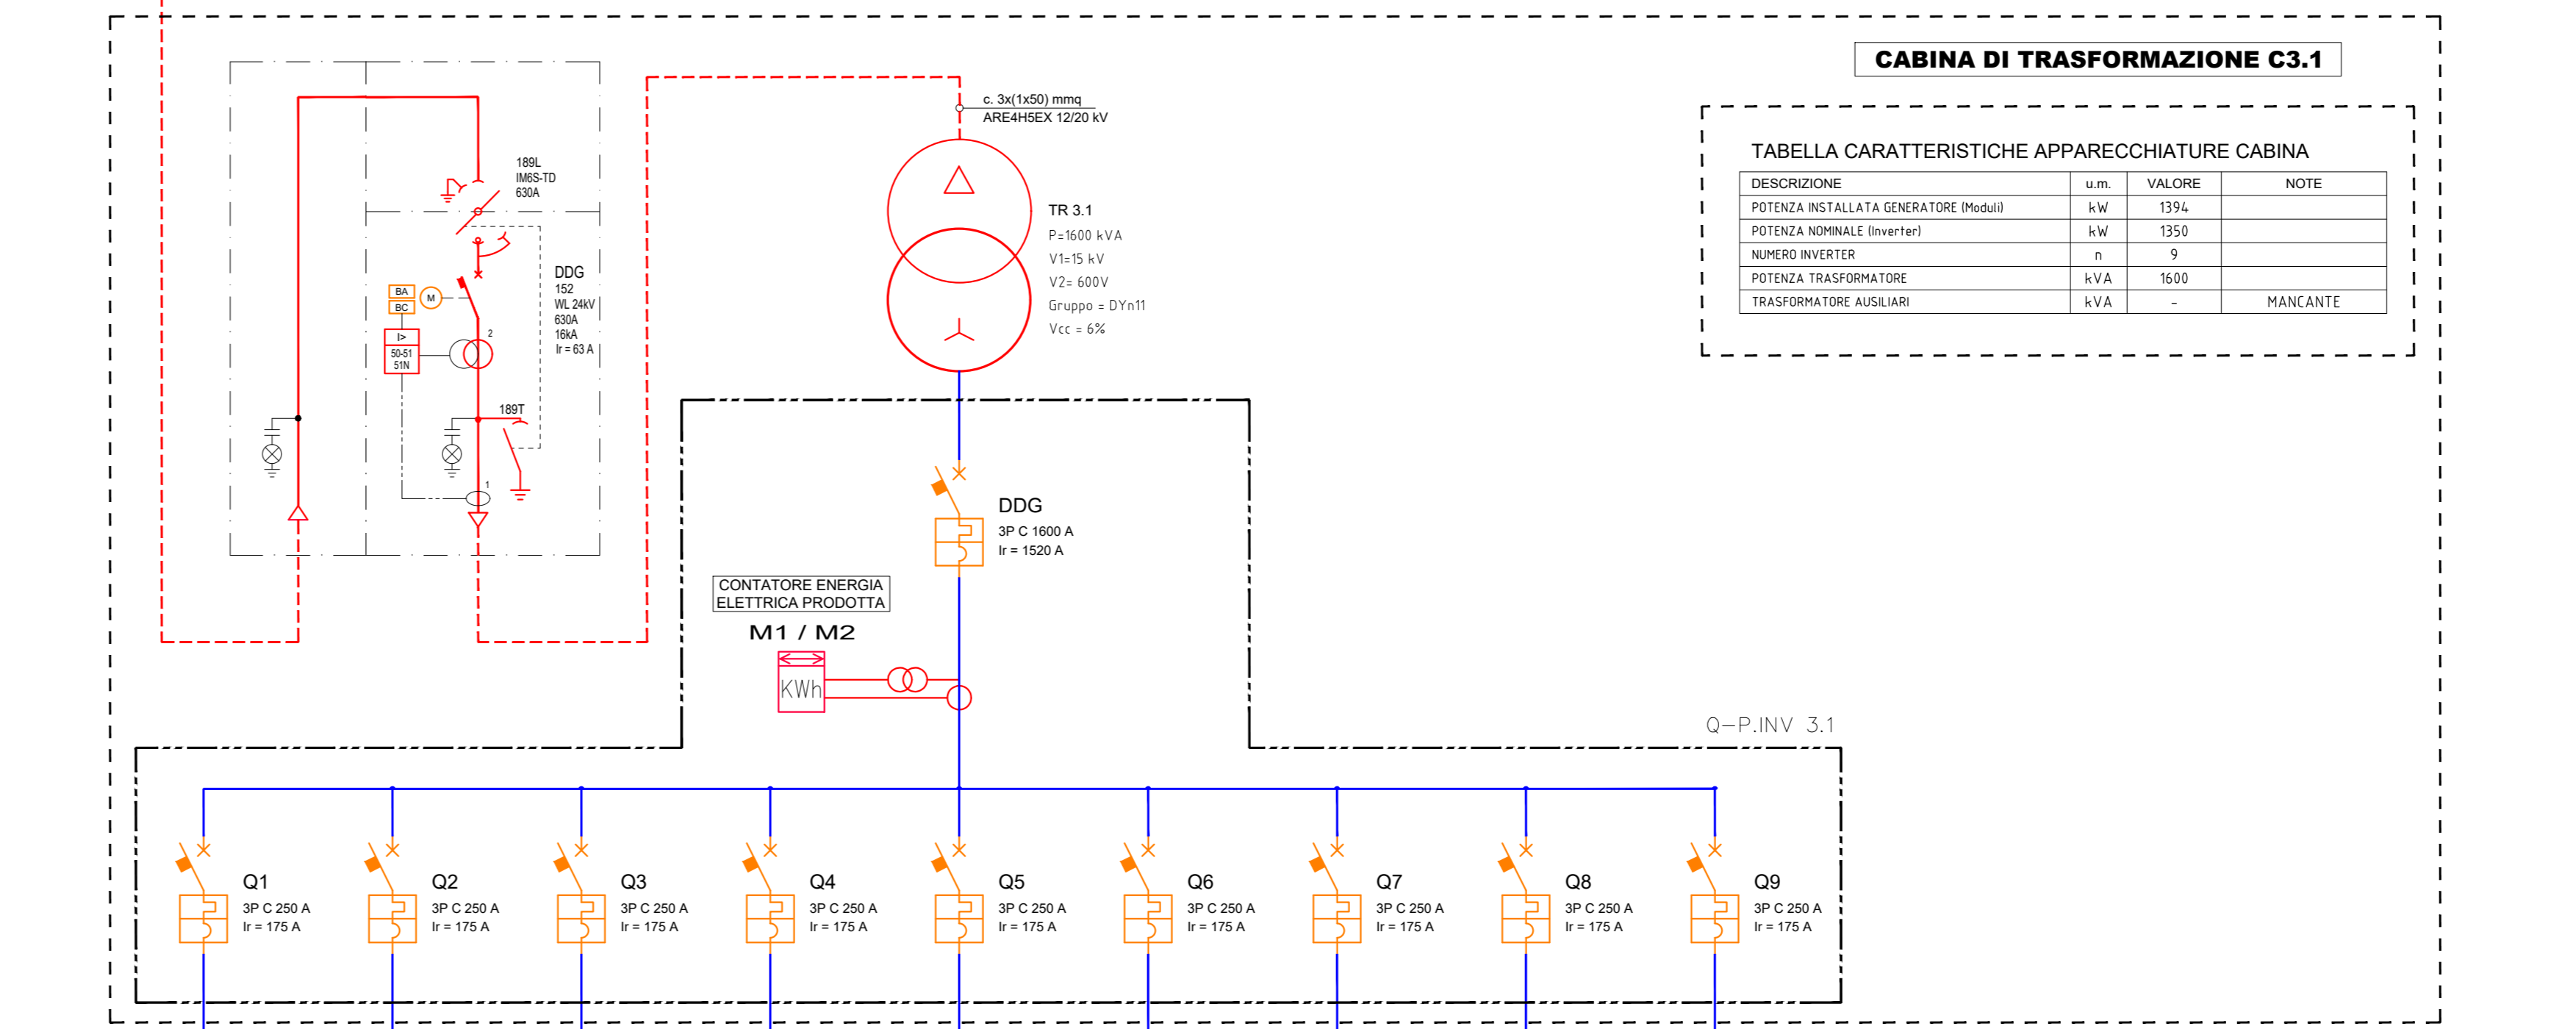 CABINA DI TRASFORMAZIONE C3.1
c. 3x(1x50) mmq
ARE4H5EX 12/20 kV
TABELLA CARATTERISTICHE APPARECCHIATURE CABINA
DESCRIZIONE u.m. VALORE NOTE
POTENZA INSTALLATA GENERATORE (Moduli) kW 1394
POTENZA NOMINALE (Inverter) kW 1350
NUMERO INVERTER n 9
POTENZA TRASFORMATORE kVA 1600
TRASFORMATORE AUSILIARI kVA - MANCANTE
189L
IM6S-TD
630A
TR 3.1
P=1600 kVA
V1=15 kV
V2= 600V
Gruppo = DYn11
Vcc = 6%
DDG
152
WL 24kV
630A
16kA
Ir = 63 A
BA
BC
M
I>
50-51
51N
2
189T
1
DDG
3P C 1600 A
Ir = 1520 A
CONTATORE ENERGIA
ELETTRICA PRODOTTA
M1 / M2
KWh
Q-P.INV 3.1
Q1
3P C 250 A
Ir = 175 A
Q2
3P C 250 A
Ir = 175 A
Q3
3P C 250 A
Ir = 175 A
Q4
3P C 250 A
Ir = 175 A
Q5
3P C 250 A
Ir = 175 A
Q6
3P C 250 A
Ir = 175 A
Q7
3P C 250 A
Ir = 175 A
Q8
3P C 250 A
Ir = 175 A
Q9
3P C 250 A
Ir = 175 A